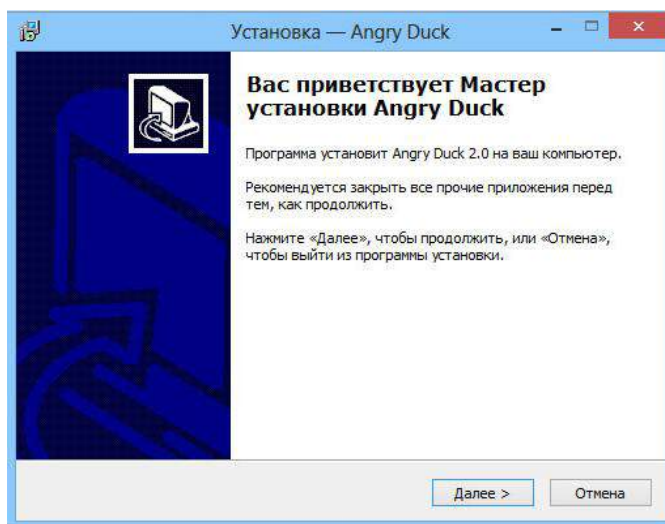 Установка — Angry Duck
Вас приветствует Мастер
установки Angry Duck
Программа установит Angry Duck 2.0 на ваш компьютер.
Рекомендуется закрыть все прочие приложения перед
тем, как продолжить.
Нажмите «Далее», чтобы продолжить, или «Отмена»,
чтобы выйти из программы установки.
Далее >
Отмена